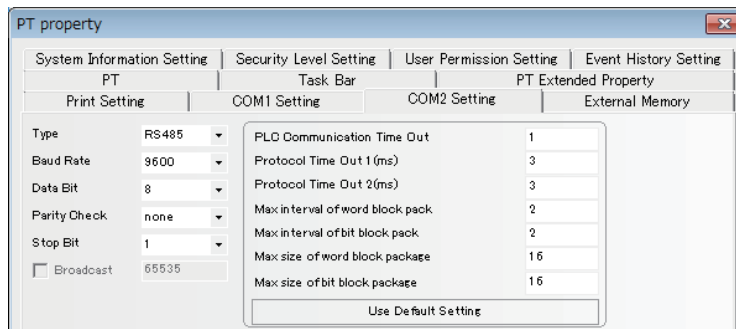 PT property
System Information Setting Security Level Setting User Permission Setting Event History Setting
PT Task Bar PT Extended Property
Print Setting COM1 Setting COM2 Setting External Memory
Type RS485 PLC Communication Time Out 1
Baud Rate 9600 Protocol Time Out 1(ms) 3
Data Bit 8 Protocol Time Out 2(ms) 3
Parity Check none Max interval of word block pack 2
Stop Bit 1 Max interval of bit block pack 2
Broadcast 65535 Max size of word block package 16
Max size of bit block package 16
Use Default Setting